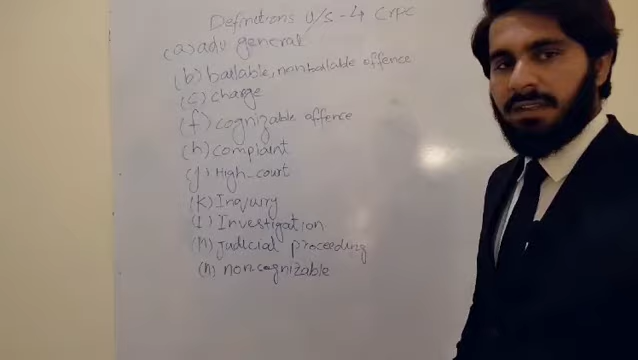 Definitions u/s-4 CrPC
(a) adv general
(b) bailable, nonbailable offence
(c) charge
(f) cognizable offence
(h) complaint
(j) High-court
(K) Inquiry
(l) Investigation
(M) Judicial proceeding
(n) non cognizable